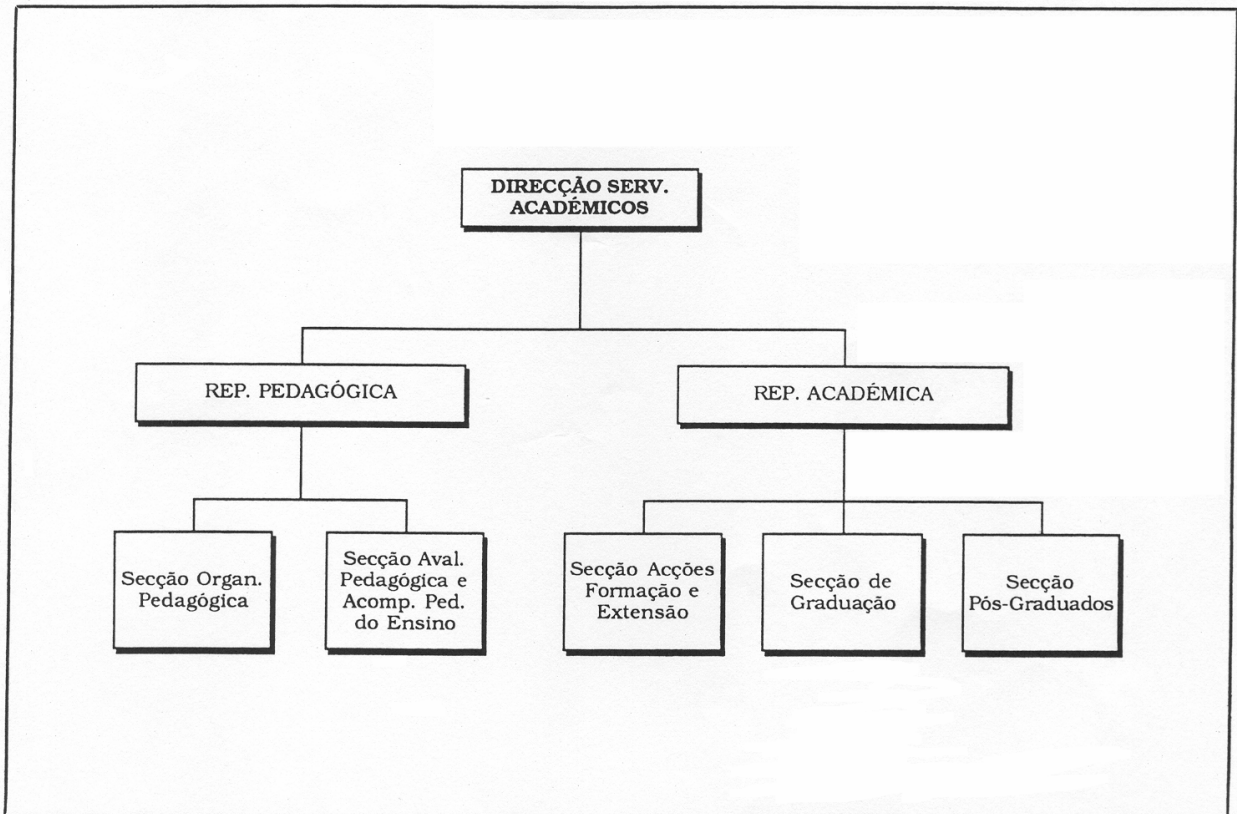 DIRECÇÃO SERV.
ACADÉMICOS
REP. PEDAGÓGICA
REP. ACADÉMICA
Secção Organ.
Pedagógica
Secção Aval.
Pedagógica e
Acomp. Ped.
do Ensino
Secção Acções
Formação e
Extensão
Secção de
Graduação
Secção
Pós-Graduados